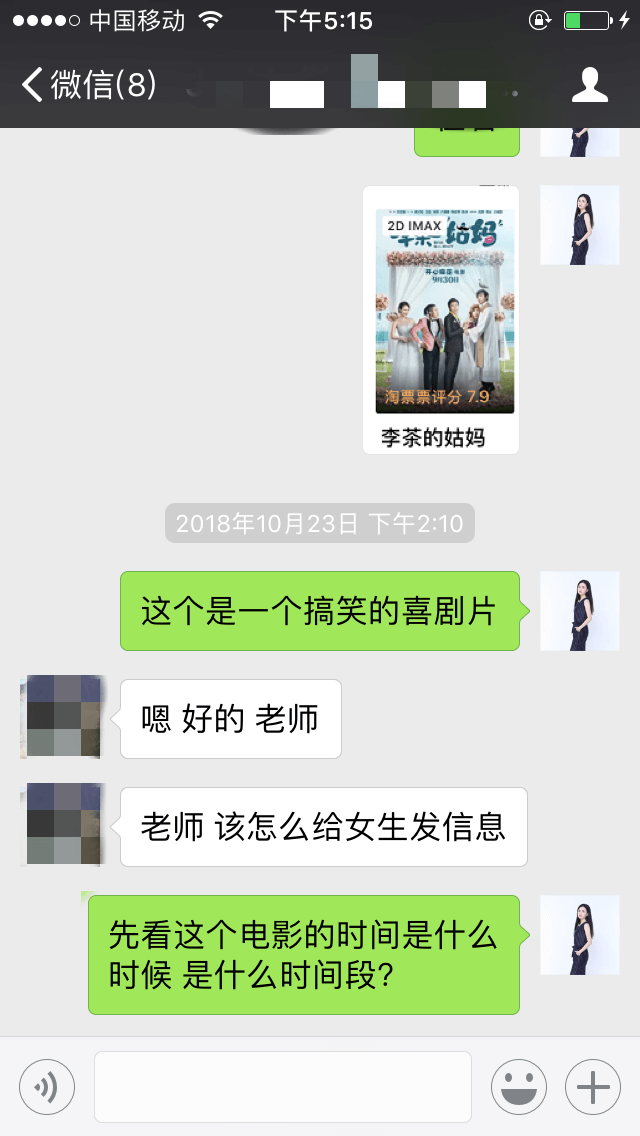 中国移动 下午5:15
微信(8)
2D IMAX
姑妈
开心麻花 电影
9月30日
淘票票评分 7.9
李茶的姑妈
2018年10月23日 下午2:10
这个是一个搞笑的喜剧片
嗯 好的 老师
老师 该怎么给女生发信息
先看这个电影的时间是什么
时候 是什么时间段?